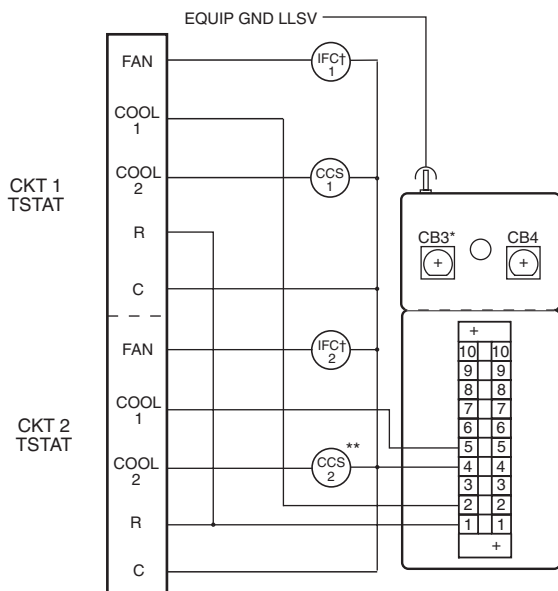 EQUIP GND LLSV
FAN
IFC†
1
COOL
1
CKT 1
TSTAT
COOL
2
CCS
1
R
C
CB3*
CB4
+
+
FAN
IFC†
2
CKT 2
TSTAT
COOL
1
COOL
2
CCS
2
**
R
C
+
10 10
9 9
8 8
7 7
6 6
5 5
4 4
3 3
2 2
1 1
+